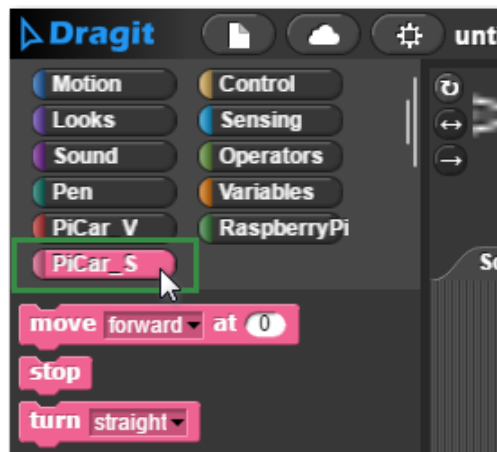 Dragit unt
Motion Control
Looks Sensing
Sound Operators
Pen Variables
PiCar_V RaspberryPi
PiCar_S
move forward at 0
stop
turn straight